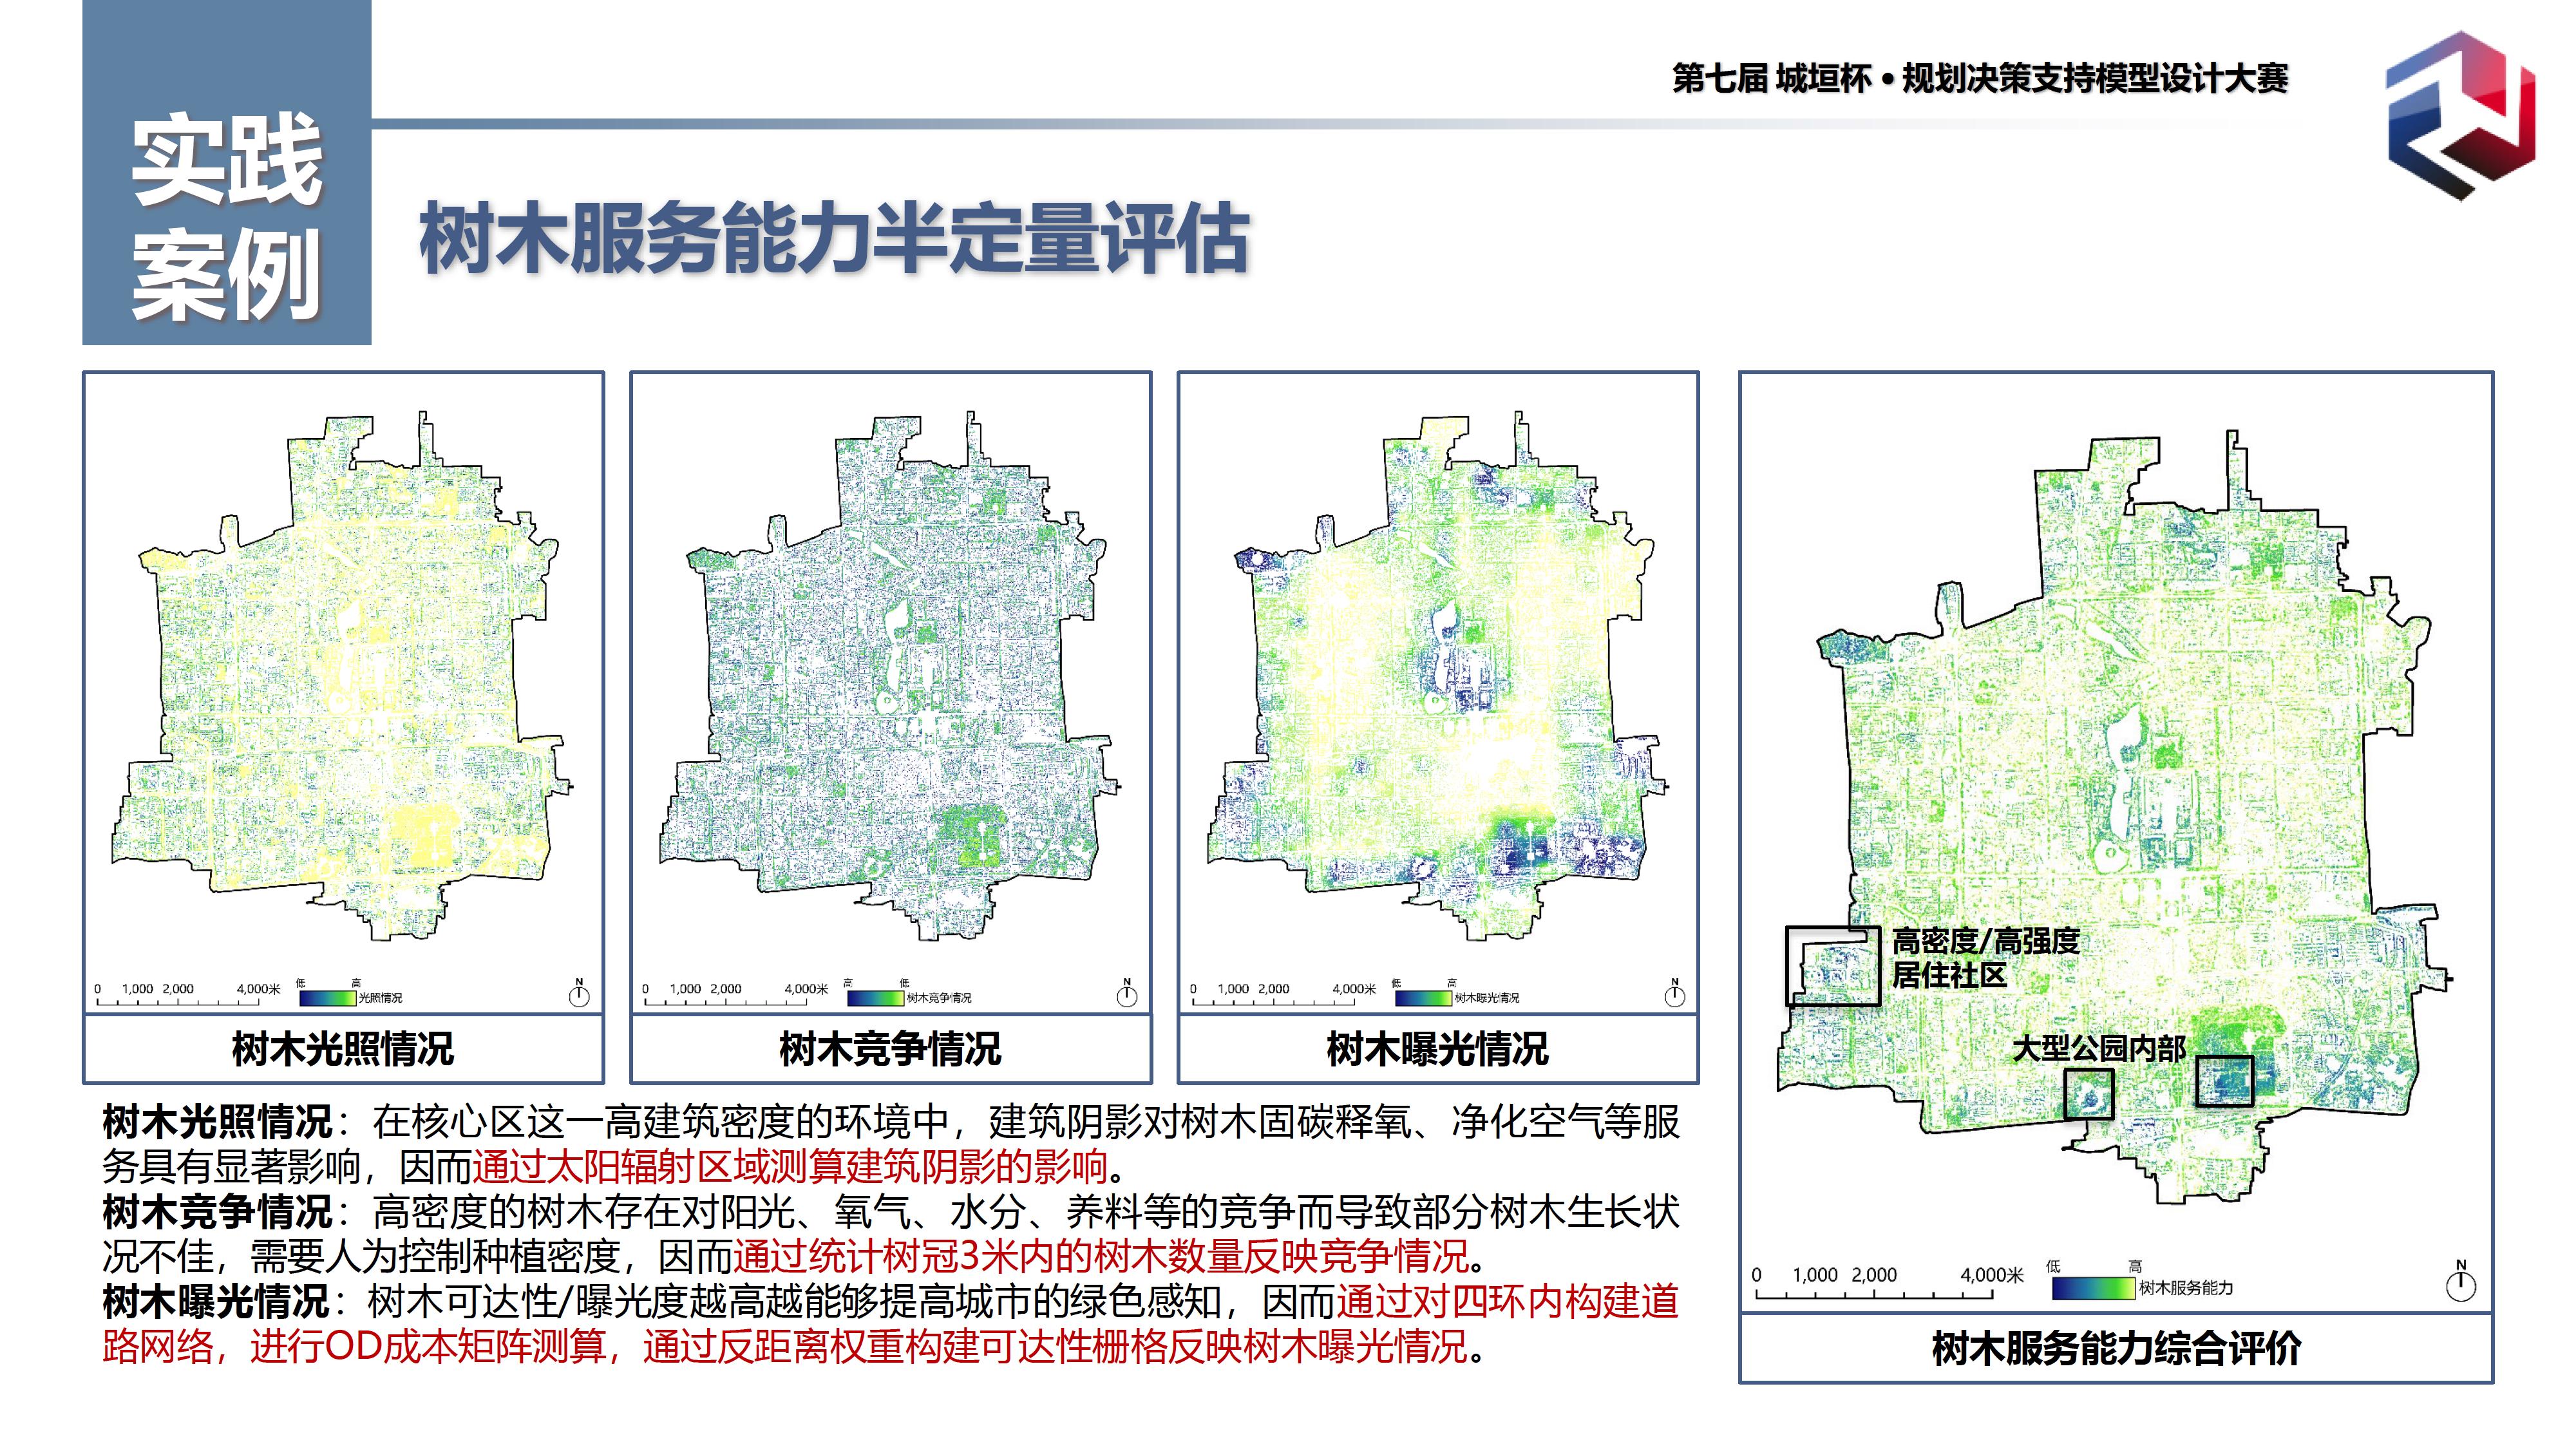 第七届 城垣杯•规划决策支持模型设计大赛
实践
案例
树木服务能力半定量评估
0 1,000 2,000 4,000米
低 高
光照情况
N
树木光照情况
0 1,000 2,000 4,000米
高 低
树木竞争情况
N
树木竞争情况
0 1,000 2,000 4,000米
低 高
树木曝光情况
N
树木曝光情况
高密度/高强度
居住社区
大型公园内部
0 1,000 2,000 4,000米
低 高
树木服务能力
N
树木服务能力综合评价
树木光照情况：在核心区这一高建筑密度的环境中，建筑阴影对树木固碳释氧、净化空气等服
务具有显著影响，因而通过太阳辐射区域测算建筑阴影的影响。
树木竞争情况：高密度的树木存在对阳光、氧气、水分、养料等的竞争而导致部分树木生长状
况不佳，需要人为控制种植密度，因而通过统计树冠3米内的树木数量反映竞争情况。
树木曝光情况：树木可达性/曝光度越高越能够提高城市的绿色感知，因而通过对四环内构建道
路网络，进行OD成本矩阵测算，通过反距离权重构建可达性栅格反映树木曝光情况。